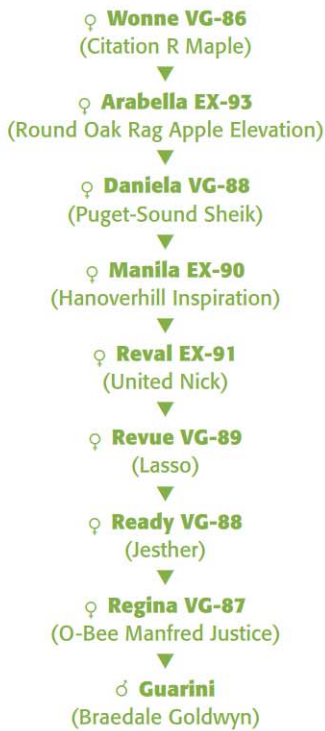 ♀ Wonne VG-86
(Citation R Maple)
▼
♀ Arabella EX-93
(Round Oak Rag Apple Elevation)
▼
♀ Daniela VG-88
(Puget-Sound Sheik)
▼
♀ Manila EX-90
(Hanoverhill Inspiration)
▼
♀ Reval EX-91
(United Nick)
▼
♀ Revue VG-89
(Lasso)
▼
♀ Ready VG-88
(Jesther)
▼
♀ Regina VG-87
(O-Bee Manfred Justice)
▼
♂ Guarini
(Braedale Goldwyn)